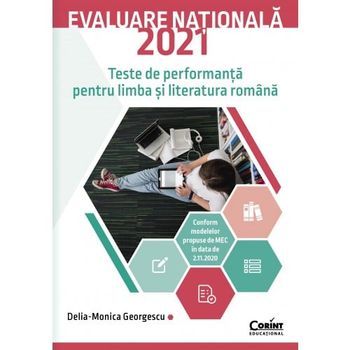 EVALUARE NAȚIONALĂ
2021
Teste de performanță
pentru limba și literatura română
Conform
modelelor
propuse de MEC
în data de
2.11.2020
Delia-Monica Georgescu
CORINT
EDUCAȚIONAL